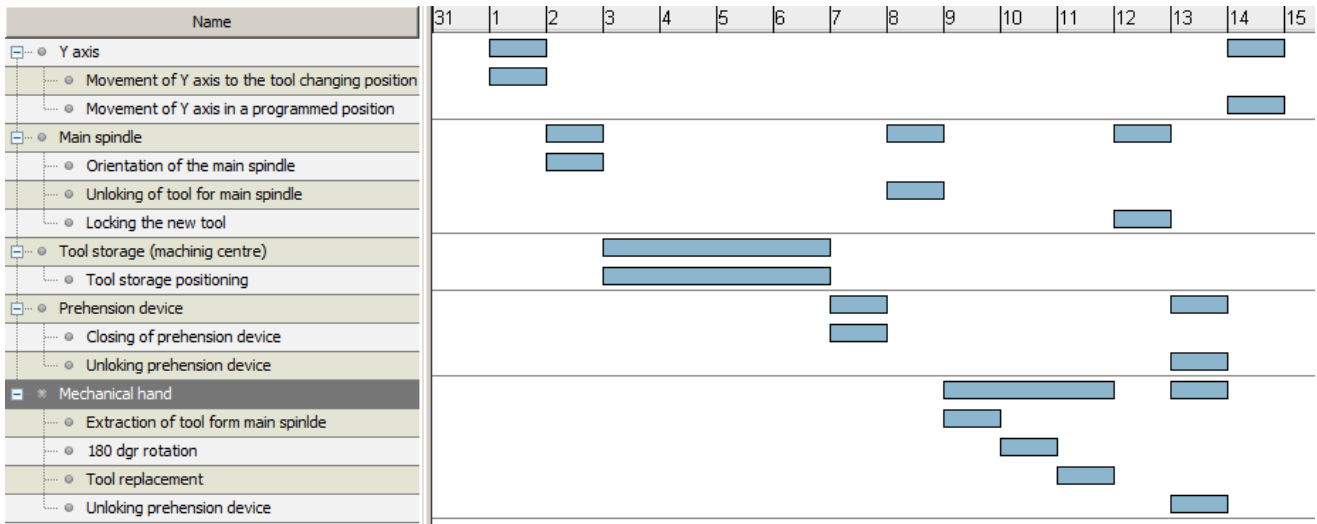 Name 31 1 2 3 4 5 6 7 8 9 10 11 12 13 14 15
Y axis
Movement of Y axis to the tool changing position
Movement of Y axis in a programmed position
Main spindle
Orientation of the main spindle
Unloking of tool for main spindle
Locking the new tool
Tool storage (machinig centre)
Tool storage positioning
Prehension device
Closing of prehension device
Unloking prehension device
Mechanical hand
Extraction of tool form main spinlde
180 dgr rotation
Tool replacement
Unloking prehension device